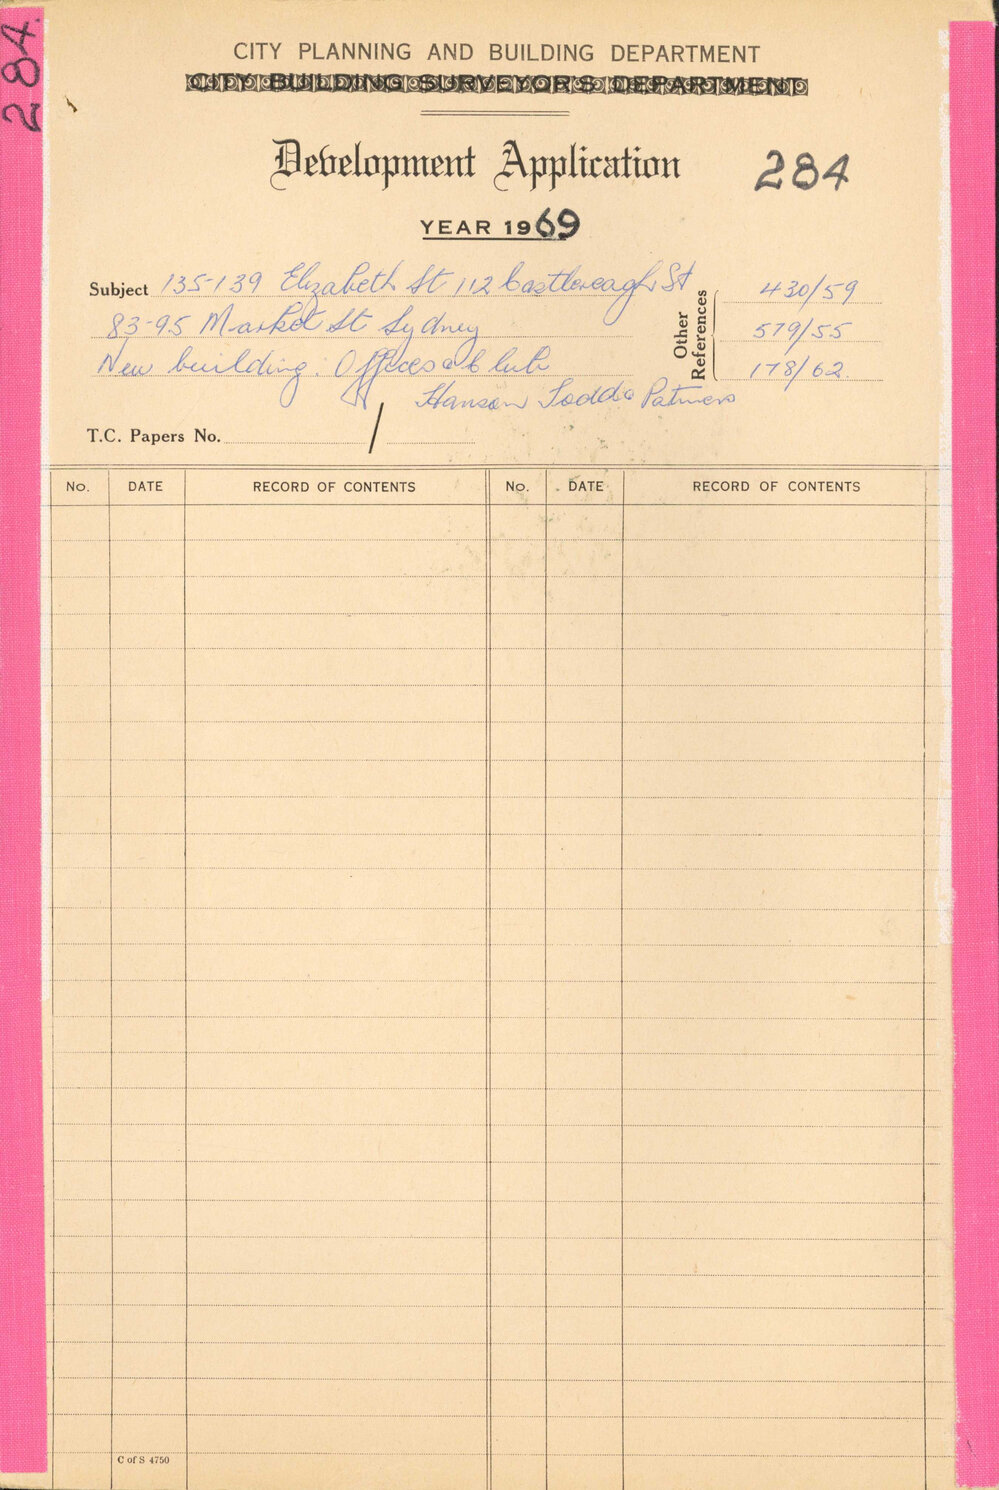 284.
CITY PLANNING AND BUILDING DEPARTMENT
CITY BUILDING SURVEYOR'S DEPARTMENT
Development Application 284
YEAR 1969
Subject 135-139 Elizabeth St 112 Castlereagh St
83-95 Market St Sydney
New building. Offices & Club
Hanson Todd & Partners
Other References
430/59
579/55
178/62.
T.C. Papers No. /
No. DATE RECORD OF CONTENTS No. DATE RECORD OF CONTENTS
C of S 4750